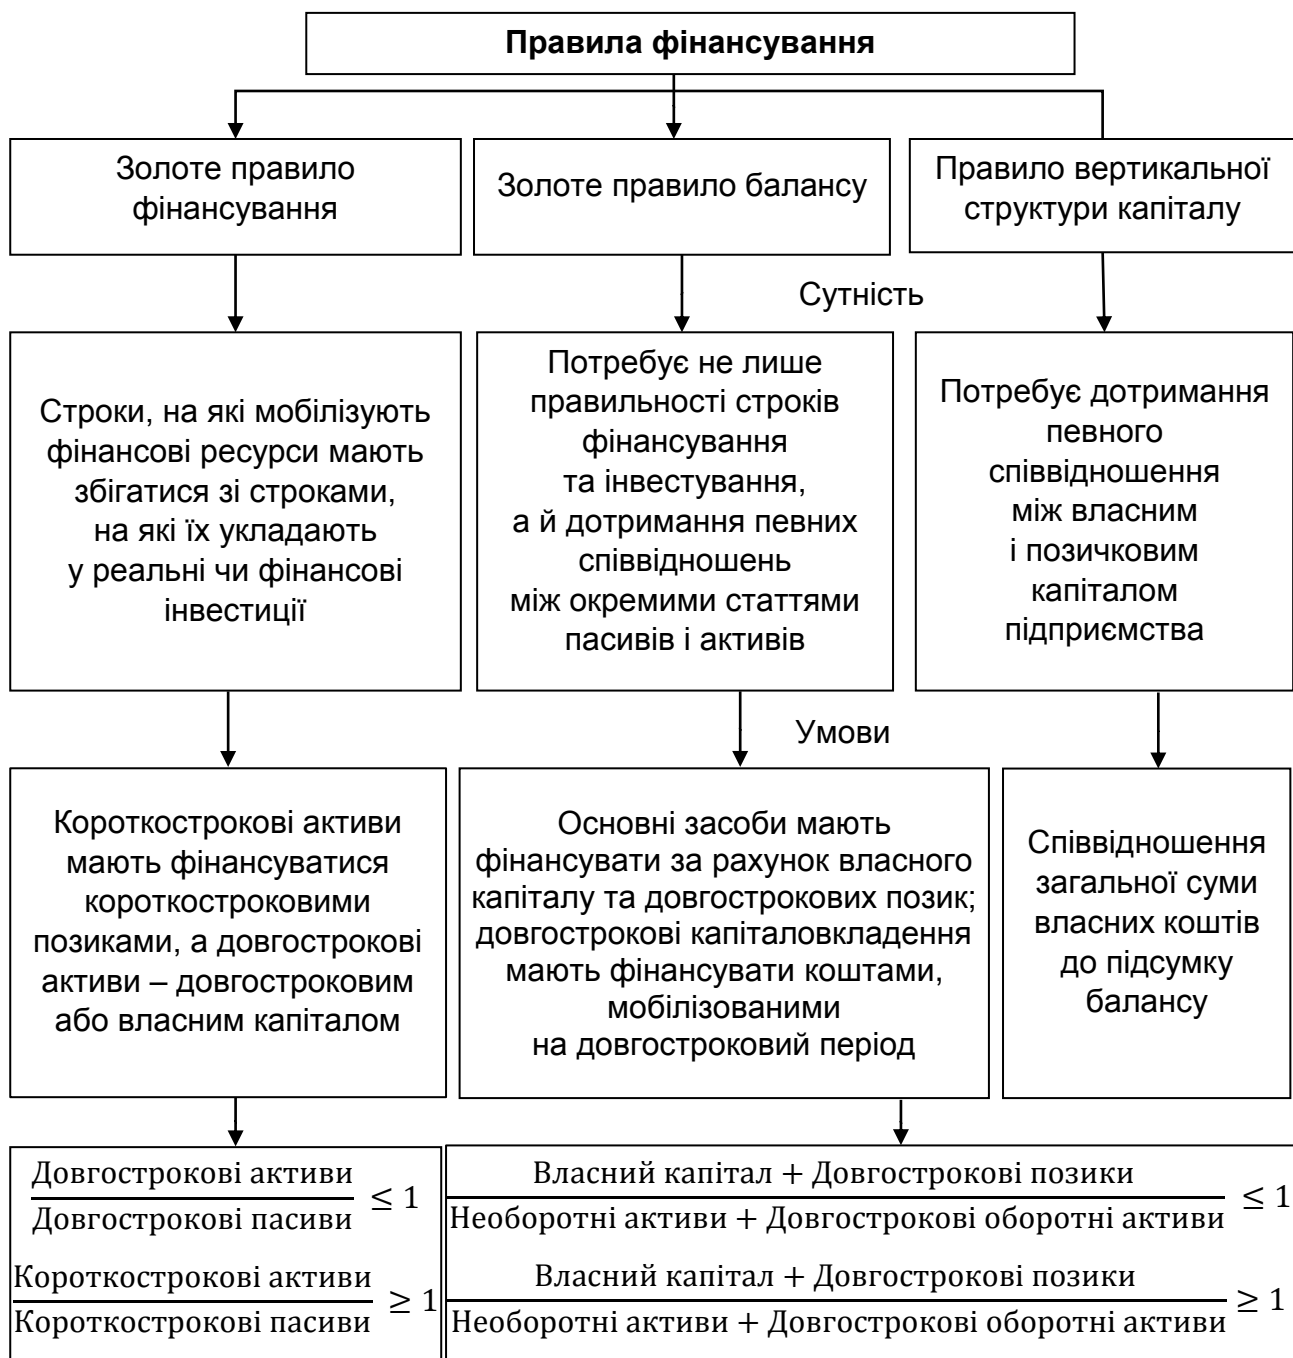 Правила фінансування
Золоте правило
фінансування
Золоте правило балансу
Правило вертикальної
структури капіталу
Сутність
Строки, на які мобілізують
фінансові ресурси мають
збігатися зі строками,
на які їх укладають
у реальні чи фінансові
інвестиції
Потребує не лише
правильності строків
фінансування
та інвестування,
а й дотримання певних
співвідношень
між окремими статтями
пасивів і активів
Потребує дотримання
певного
співвідношення
між власним
і позичковим
капіталом
підприємства
Умови
Короткострокові активи
мають фінансуватися
короткостроковими
позиками, а довгострокові
активи – довгостроковим
або власним капіталом
Основні засоби мають
фінансувати за рахунок власного
капіталу та довгострокових позик;
довгострокові капіталовкладення
мають фінансувати коштами,
мобілізованими
на довгостроковий період
Співвідношення
загальної суми
власних коштів
до підсумку
балансу
Довгострокові активи
Довгострокові пасиви
≤ 1
Короткострокові активи
Короткострокові пасиви
≥ 1
Власний капітал + Довгострокові позики
Необоротні активи + Довгострокові оборотні активи
≤ 1
Власний капітал + Довгострокові позики
Необоротні активи + Довгострокові оборотні активи
≥ 1